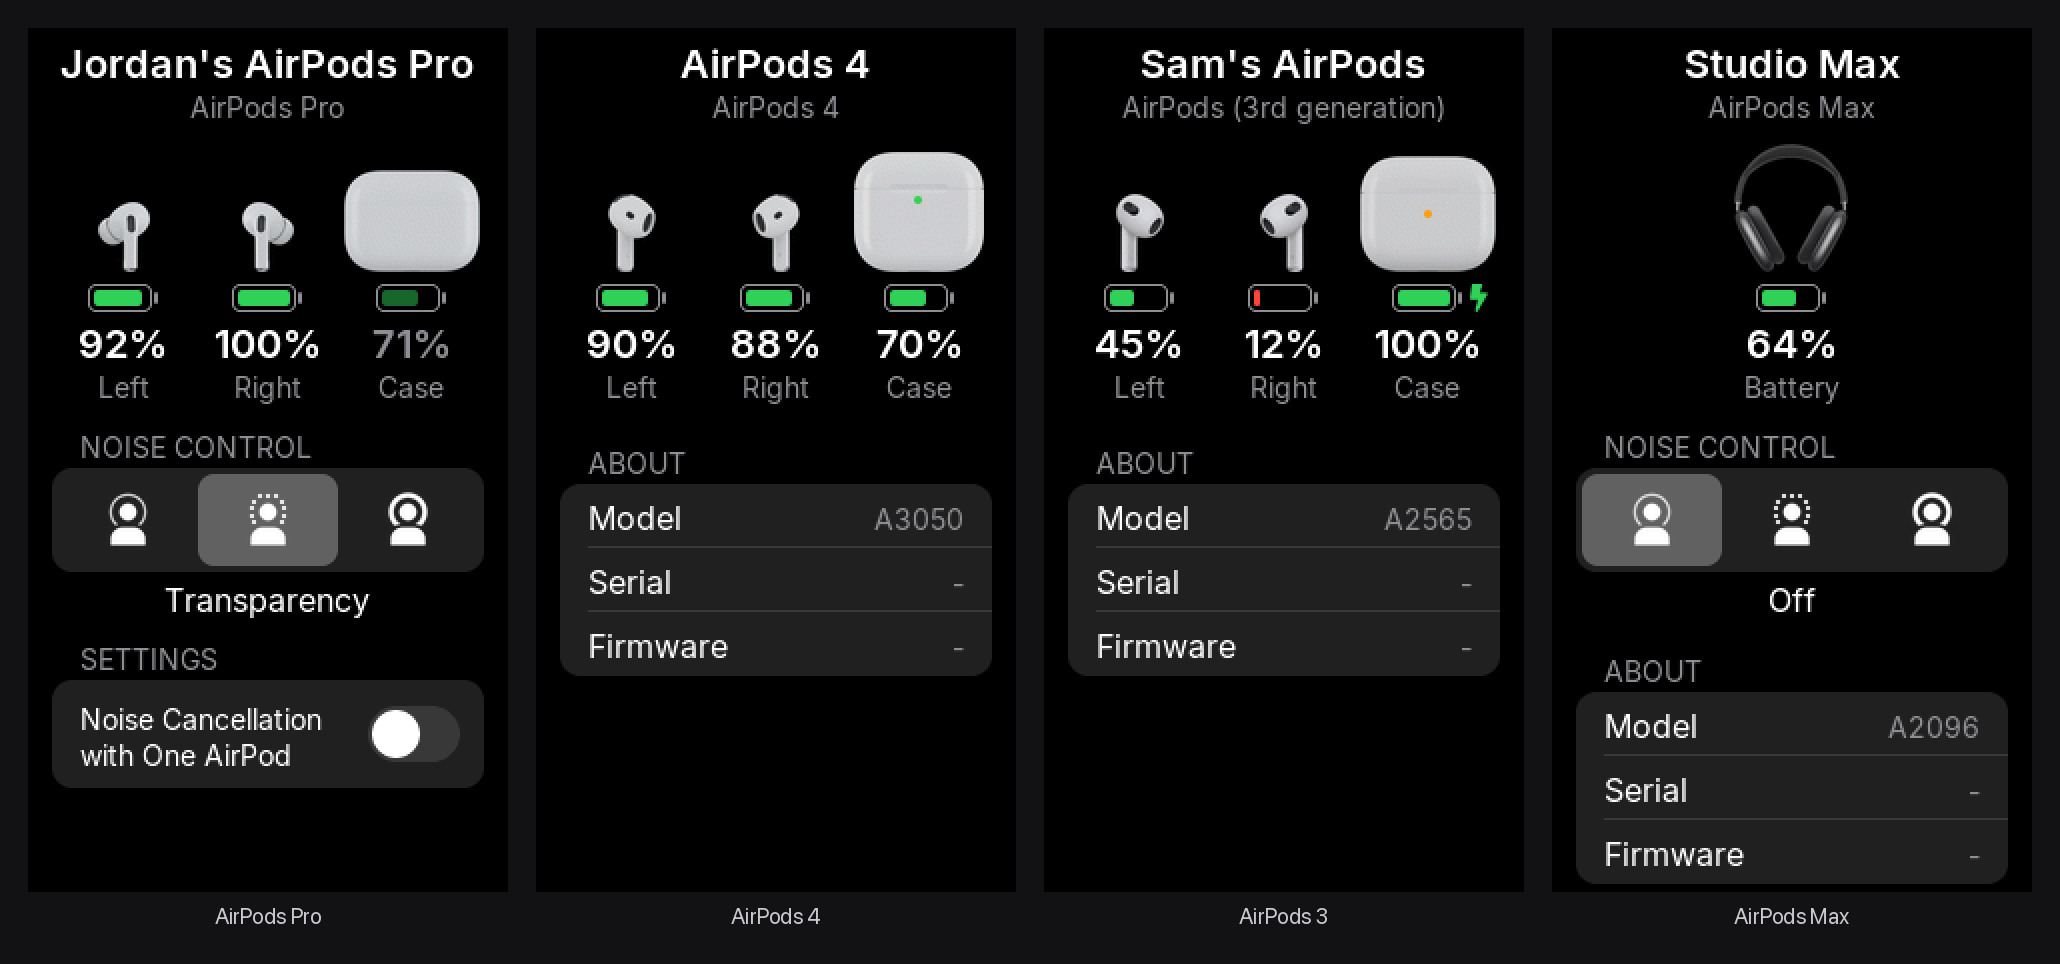 Jordan's AirPods Pro
AirPods Pro
92% 100% 71%
Left Right Case
NOISE CONTROL
Transparency
SETTINGS
Noise Cancellation
with One AirPod
AirPods Pro
AirPods 4
AirPods 4
90% 88% 70%
Left Right Case
ABOUT
Model A3050
Serial -
Firmware -
AirPods 4
Sam's AirPods
AirPods (3rd generation)
45% 12% 100%
Left Right Case
ABOUT
Model A2565
Serial -
Firmware -
AirPods 3
Studio Max
AirPods Max
64%
Battery
NOISE CONTROL
Off
ABOUT
Model A2096
Serial -
Firmware -
AirPods Max